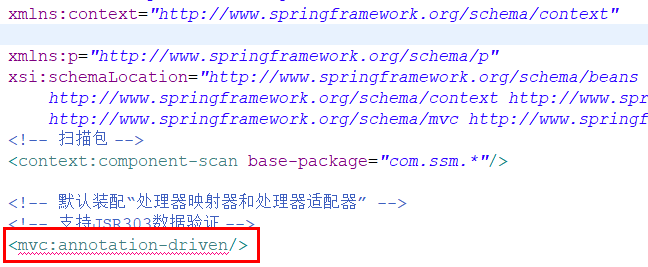 xmlns:context="http://www.springframework.org/schema/context"
xmlns:p="http://www.springframework.org/schema/p"
xsi:schemaLocation="http://www.springframework.org/schema/beans
http://www.springframework.org/schema/context http://www.spr
http://www.springframework.org/schema/mvc http://www.springf
<!-- 扫描包 -->
<context:component-scan base-package="com.ssm.*"/>
<!-- 默认装配“处理器映射器和处理器适配器” -->
<!-- 支持JSR303数据验证 -->
<mvc:annotation-driven/>